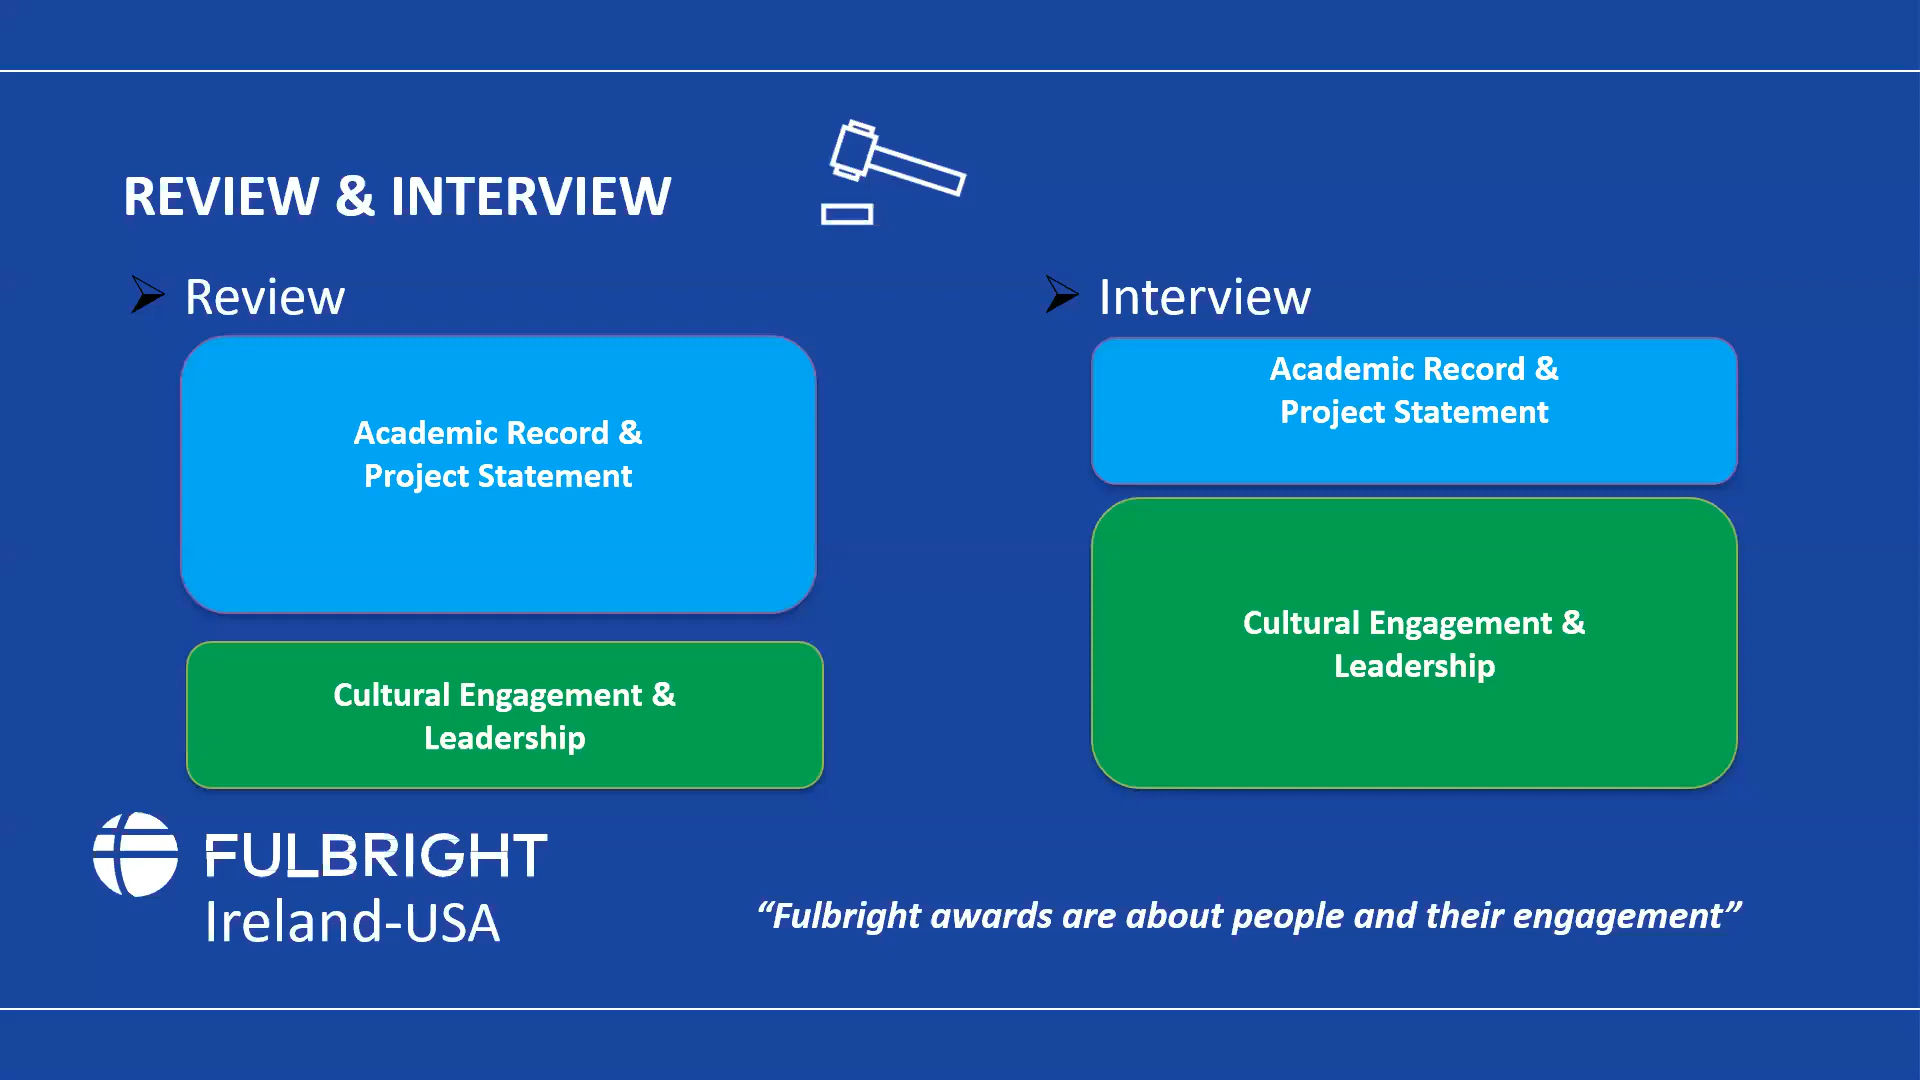 REVIEW & INTERVIEW
Review
Academic Record &
Project Statement
Cultural Engagement &
Leadership
Interview
Academic Record &
Project Statement
Cultural Engagement &
Leadership
FULBRIGHT
Ireland-USA
“Fulbright awards are about people and their engagement”